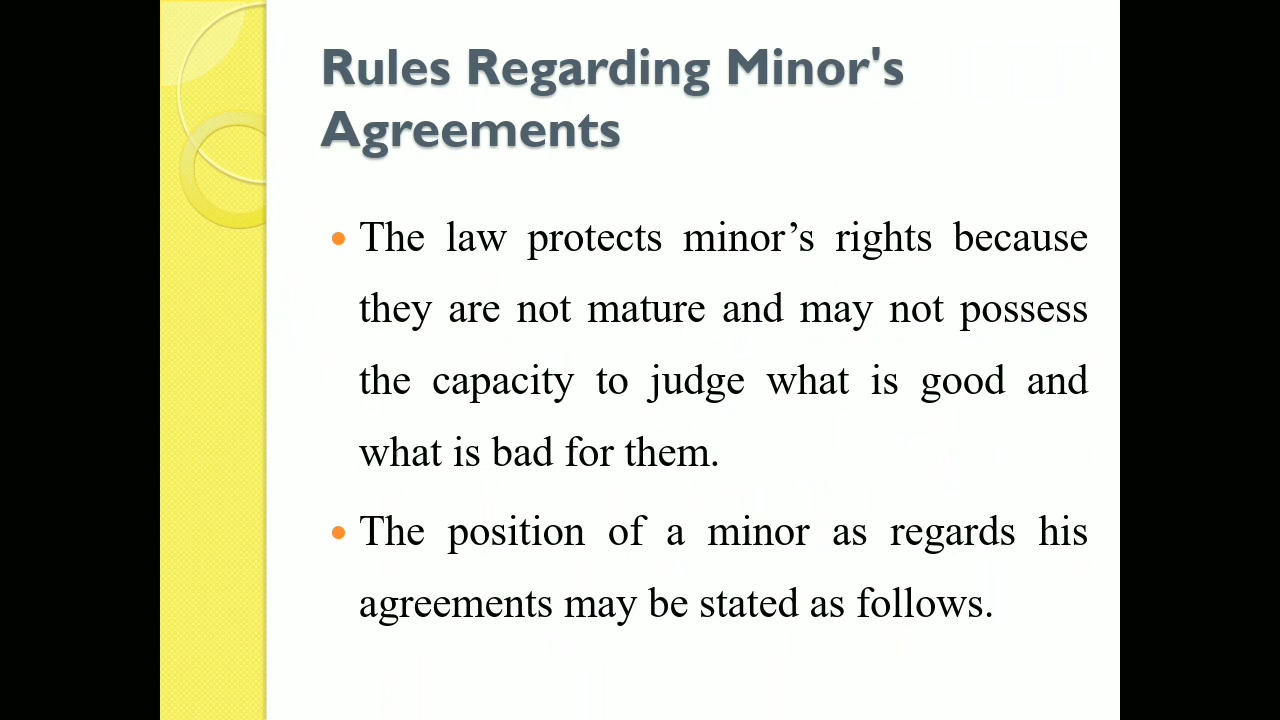 Rules Regarding Minor's
Agreements
• The law protects minor’s rights because
they are not mature and may not possess
the capacity to judge what is good and
what is bad for them.
• The position of a minor as regards his
agreements may be stated as follows.